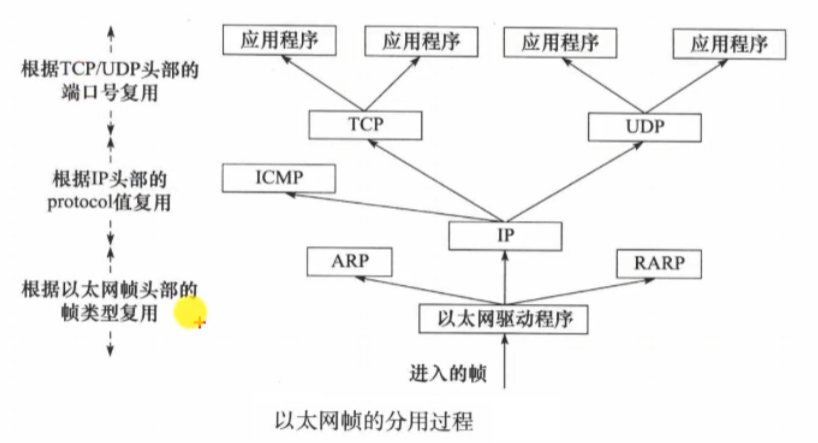 应用程序
应用程序
应用程序
应用程序
根据TCP/UDP头部的
端口号复用
TCP
UDP
根据IP头部的
protocol值复用
ICMP
IP
ARP
RARP
根据以太网帧头部的
帧类型复用
以太网驱动程序
进入的帧
以太网帧的分用过程